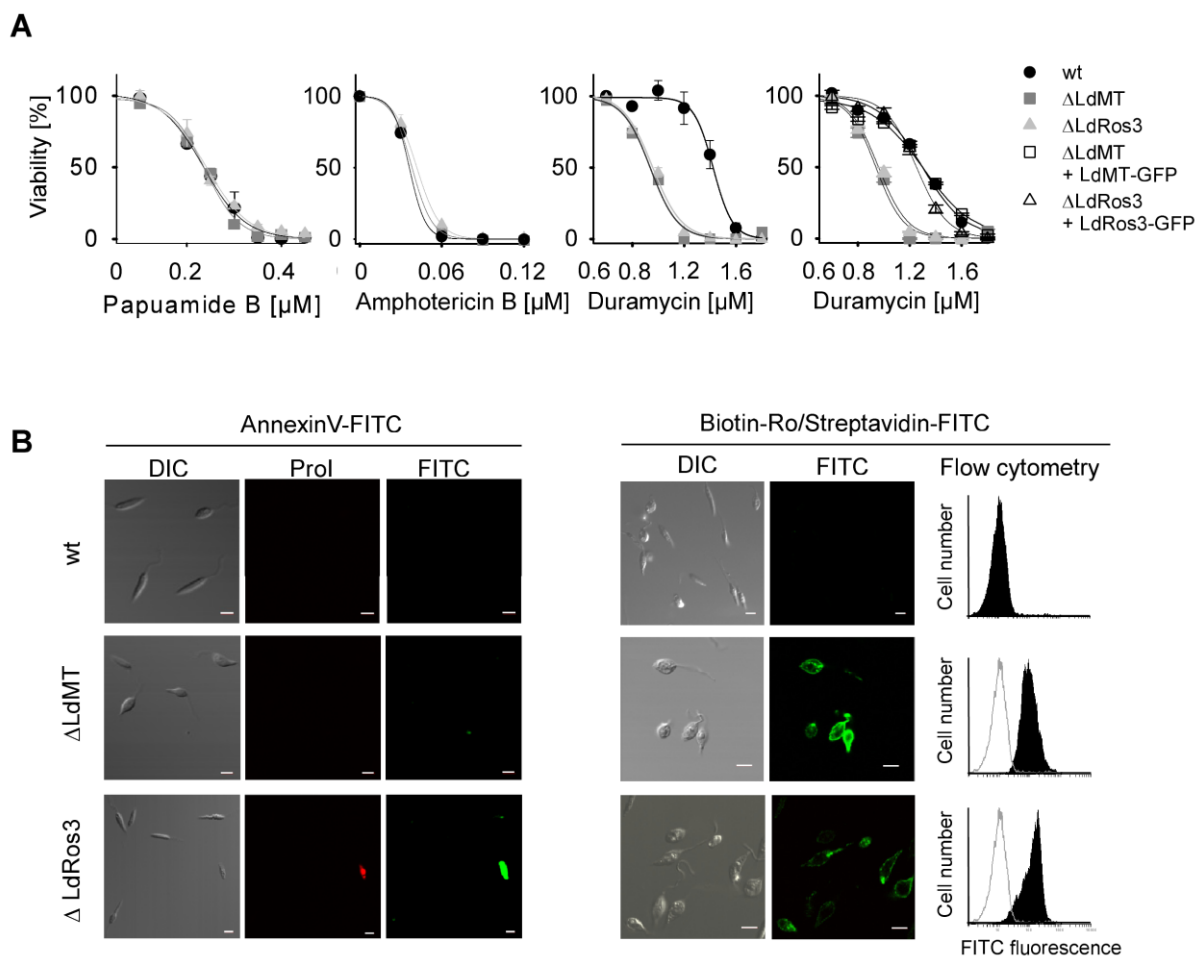 A
Viability [%]
100
50
0
0
0.2
0.4
Papuamide B [µM]
100
50
0
0
0.06
0.12
Amphotericin B [µM]
100
50
0
0.6
0.8
1.2
1.6
Duramycin [µM]
100
50
0
0.6
0.8
1.2
1.6
Duramycin [µM]
wt
ΔLdMT
ΔLdRos3
ΔLdMT
+ LdMT-GFP
ΔLdRos3
+ LdRos3-GFP
B
AnnexinV-FITC
DIC
ProI
FITC
Biotin-Ro/Streptavidin-FITC
DIC
FITC
Flow cytometry
wt
Cell number
ΔLdMT
Cell number
Δ LdRos3
Cell number
FITC fluorescence